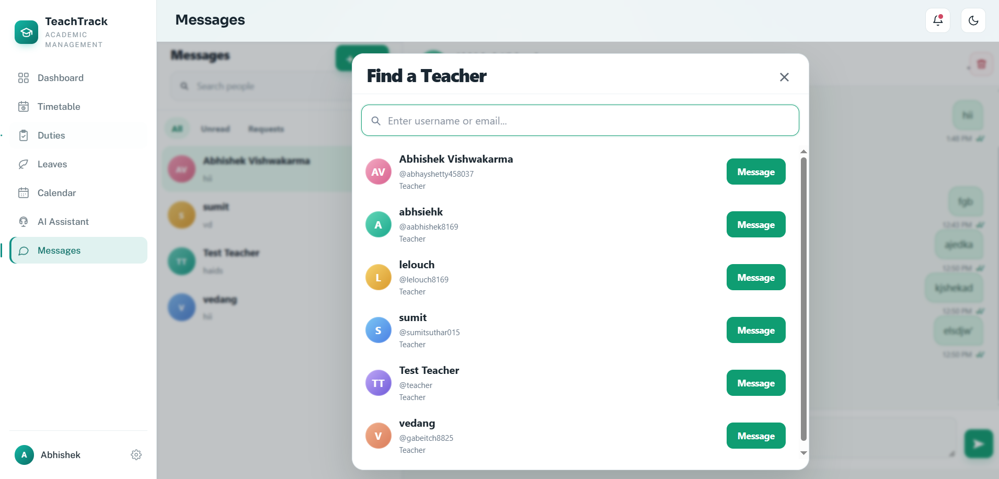 TeachTrack
ACADEMIC
MANAGEMENT
Dashboard
Timetable
Duties
Leaves
Calendar
AI Assistant
Messages
A
Abhishek
Messages
Messages
Search people
All
Unread
Requests
AV
Abhishek Vishwakarma
hii
S
sumit
vd
TT
Test Teacher
haids
V
vedang
hii
Find a Teacher
Enter username or email...
AV
Abhishek Vishwakarma
@abhayshetty458037
Teacher
Message
A
abhsiehk
@aabhishek8169
Teacher
Message
L
lelouch
@lelouch8169
Teacher
Message
S
sumit
@sumitsuthar015
Teacher
Message
TT
Test Teacher
@teacher
Teacher
Message
V
vedang
@gabeitch8825
Teacher
Message
hii
1:48 PM
fgb
12:43 PM
ajedka
12:50 PM
kjshekad
12:50 PM
elsdjw'
12:50 PM